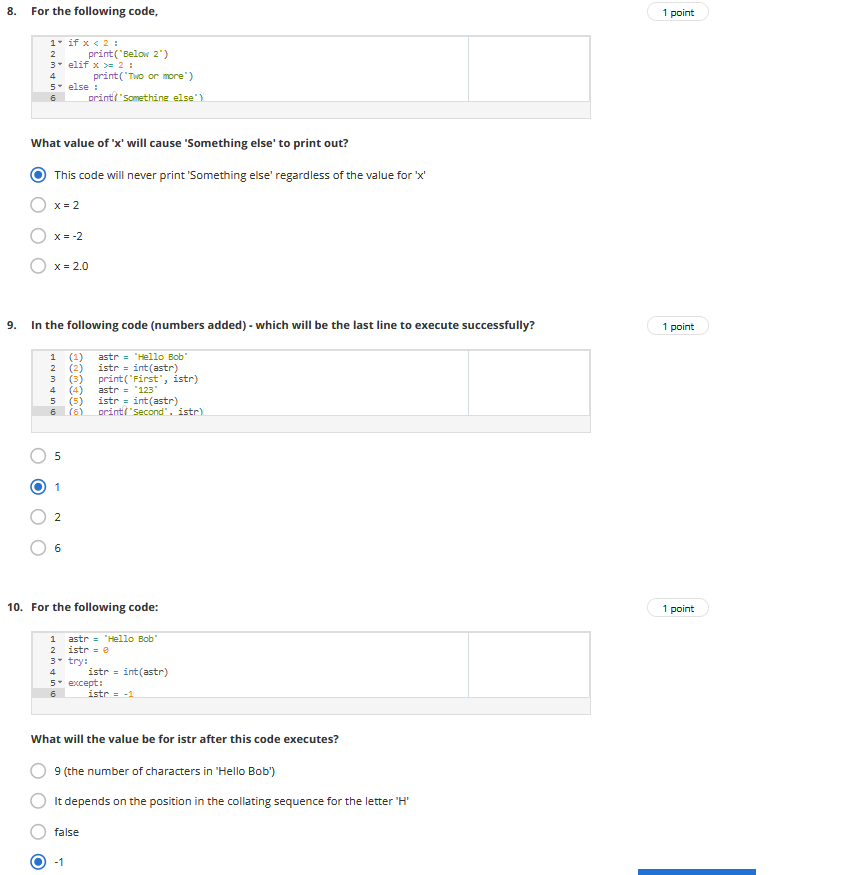 8. For the following code,
1 point
1 if x < 2 :
2 print('Below 2')
3 elif x >= 2 :
4 print('Two or more')
5 else :
6 print('Something else')
What value of 'x' will cause 'Something else' to print out?
This code will never print 'Something else' regardless of the value for 'x'
x = 2
x = -2
x = 2.0
9. In the following code (numbers added) - which will be the last line to execute successfully?
1 point
1 (1) astr = 'Hello Bob'
2 (2) istr = int(astr)
3 (3) print('First', istr)
4 (4) astr = '123'
5 (5) istr = int(astr)
6 (6) print('Second', istr)
5
1
2
6
10. For the following code:
1 point
1 astr = 'Hello Bob'
2 istr = 0
3 try:
4 istr = int(astr)
5 except:
6 istr = -1
What will the value be for istr after this code executes?
9 (the number of characters in 'Hello Bob')
It depends on the position in the collating sequence for the letter 'H'
false
-1